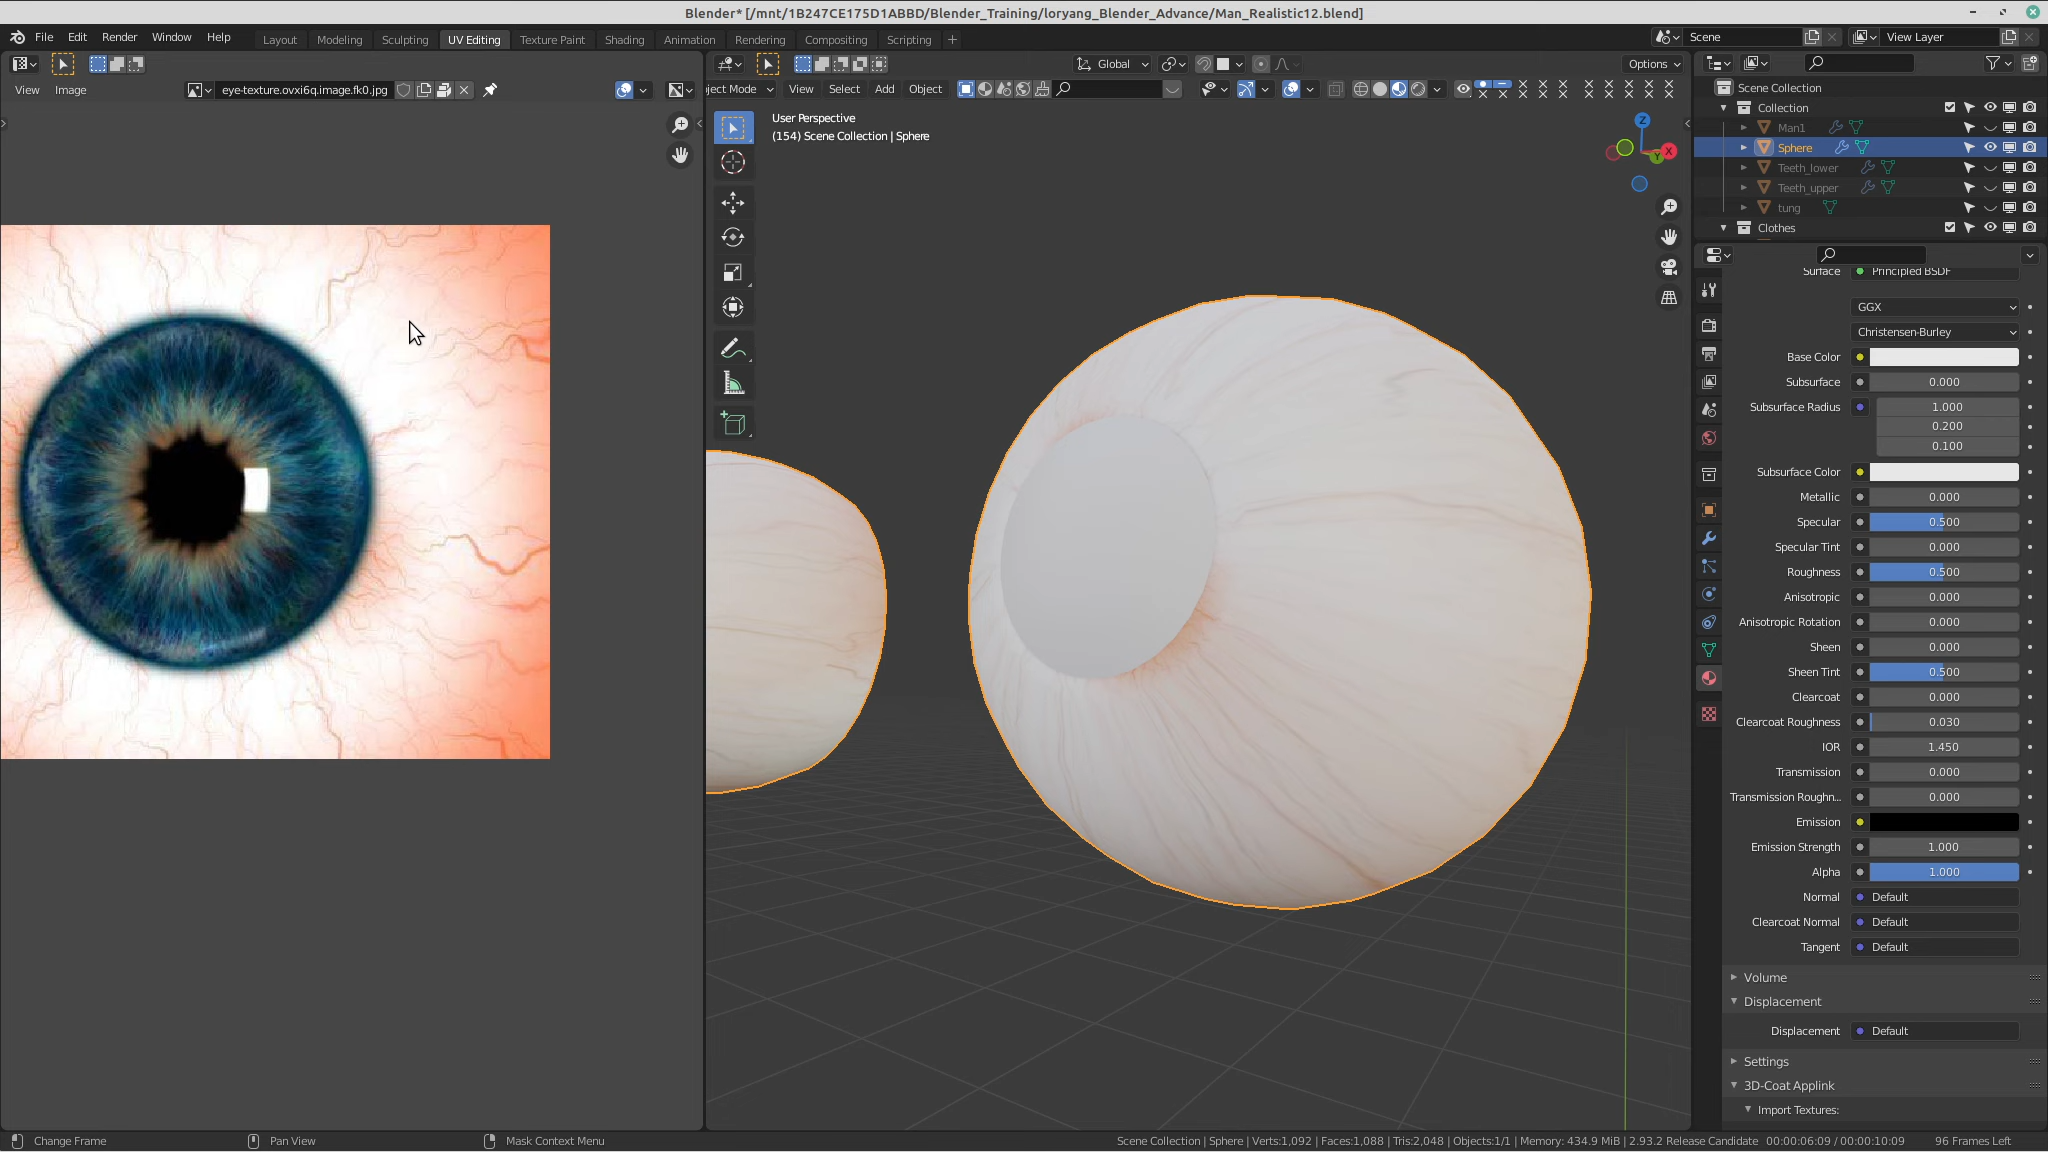 Blender* [/mnt/1B247CE175D1ABBD/Blender_Training/loryang_Blender_Advance/Man_Realistic12.blend]
File Edit Render Window Help
Layout Modeling Sculpting UV Editing Texture Paint Shading Animation Rendering Compositing Scripting +
Scene
View Layer
Global
Options
View Image
eye-texture.ovxi6q.image.fk0.jpg
ject Mode View Select Add Object
User Perspective
(154) Scene Collection | Sphere
Z
X
Y
Scene Collection
Collection
Man1
Sphere
Teeth_lower
Teeth_upper
tung
Clothes
Surface Principled BSDF
GGX
Christensen-Burley
Base Color
Subsurface 0.000
Subsurface Radius 1.000
0.200
0.100
Subsurface Color
Metallic 0.000
Specular 0.500
Specular Tint 0.000
Roughness 0.500
Anisotropic 0.000
Anisotropic Rotation 0.000
Sheen 0.000
Sheen Tint 0.500
Clearcoat 0.000
Clearcoat Roughness 0.030
IOR 1.450
Transmission 0.000
Transmission Roughn... 0.000
Emission
Emission Strength 1.000
Alpha 1.000
Normal Default
Clearcoat Normal Default
Tangent Default
Volume
Displacement
Displacement Default
Settings
3D-Coat Applink
Import Textures:
Change Frame Pan View Mask Context Menu
Scene Collection | Sphere | Verts:1,092 | Faces:1,088 | Tris:2,048 | Objects:1/1 | Memory: 434.9 MiB | 2.93.2 Release Candidate 00:00:06:09 / 00:00:10:09 96 Frames Left